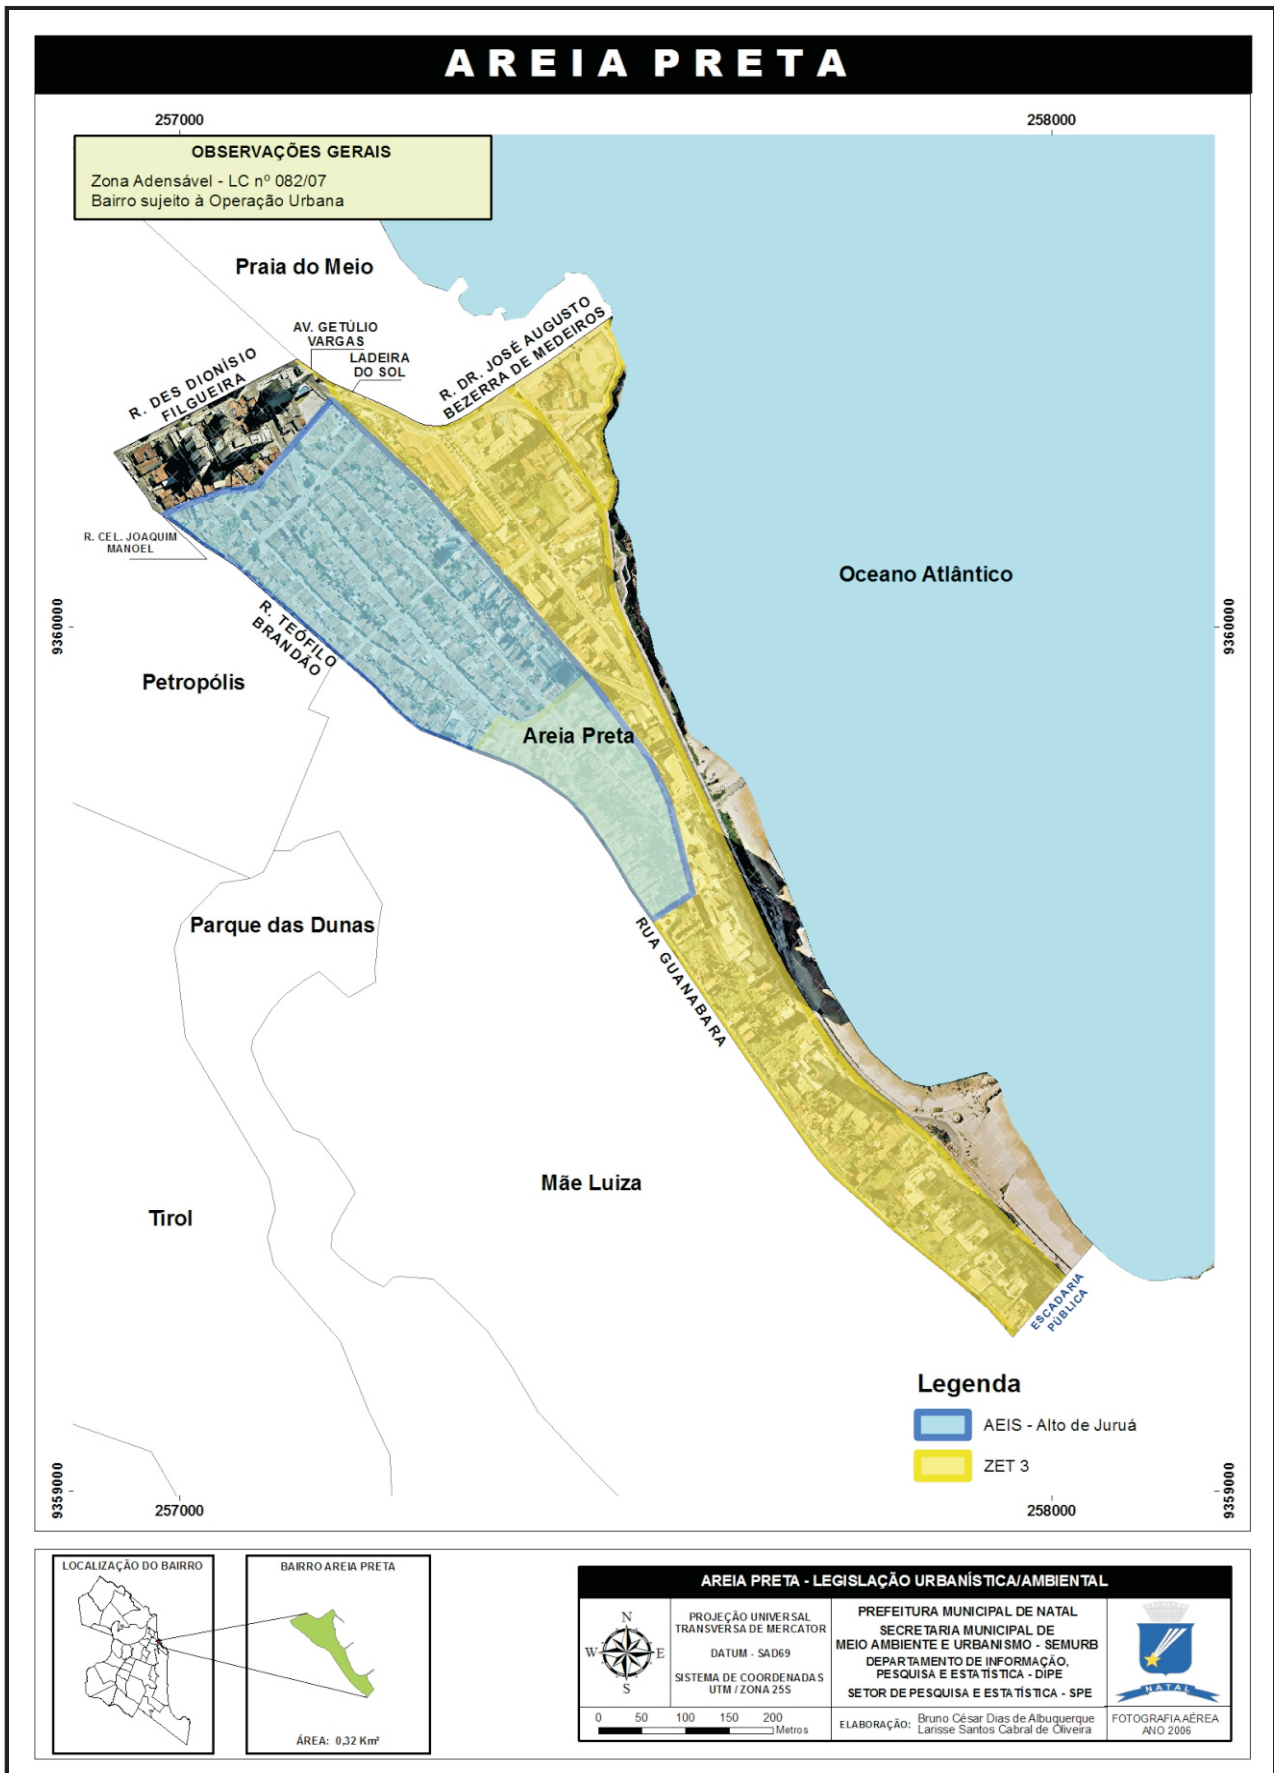 AREIA PRETA
257000
258000
OBSERVAÇÕES GERAIS
Zona Adensável - LC nº 082/07
Bairro sujeito à Operação Urbana
Praia do Meio
AV. GETÚLIO
VARGAS
LADEIRA
DO SOL
R. DES DIONÍSIO
FILGUEIRA
R. DR. JOSÉ AUGUSTO
BEZERRA DE MEDEIROS
R. CEL. JOAQUIM
MANOEL
R. TEÓFILO
BRANDÃO
Oceano Atlântico
9360000
9360000
Petropólis
Areia Preta
Parque das Dunas
RUA GUANABARA
Mãe Luiza
Tirol
ESCADARIA
PÚBLICA
Legenda
AEIS - Alto de Juruá
ZET 3
9359000
9359000
257000
258000
LOCALIZAÇÃO DO BAIRRO
BAIRRO AREIA PRETA
ÁREA: 0,32 Km²
AREIA PRETA - LEGISLAÇÃO URBANÍSTICA/AMBIENTAL
N
W
E
S
PROJEÇÃO UNIVERSAL
TRANSVERSA DE MERCATOR
DATUM - SAD69
SISTEMA DE COORDENADAS
UTM / ZONA 25S
PREFEITURA MUNICIPAL DE NATAL
SECRETARIA MUNICIPAL DE
MEIO AMBIENTE E URBANISMO - SEMURB
DEPARTAMENTO DE INFORMAÇÃO,
PESQUISA E ESTATÍSTICA - DIPE
SETOR DE PESQUISA E ESTATÍSTICA - SPE
NATAL
0 50 100 150 200
Metros
ELABORAÇÃO: Bruno César Dias de Albuquerque
Larisse Santos Cabral de Oliveira
FOTOGRAFIA AÉREA
ANO 2006